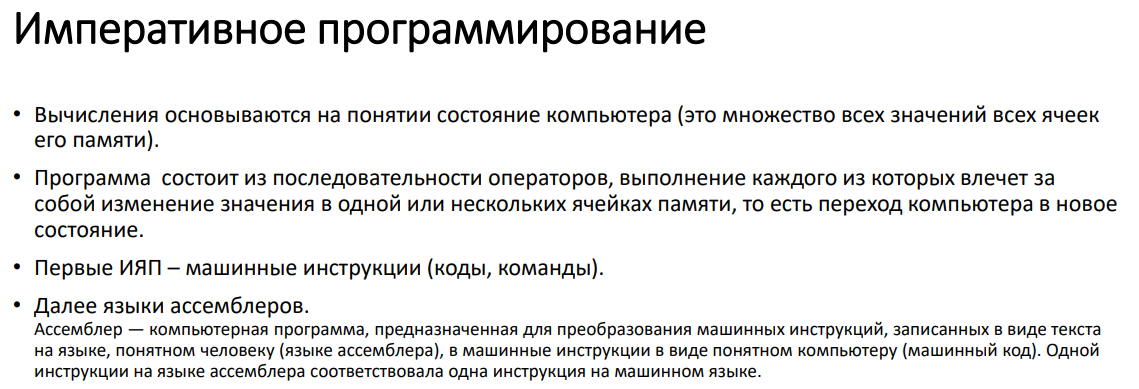 Императивное программирование
• Вычисления основываются на понятии состояние компьютера (это множество всех значений всех ячеек
его памяти).
• Программа состоит из последовательности операторов, выполнение каждого из которых влечет за
собой изменение значения в одной или нескольких ячейках памяти, то есть переход компьютера в новое
состояние.
• Первые ИЯП – машинные инструкции (коды, команды).
• Далее языки ассемблеров.
Ассемблер — компьютерная программа, предназначенная для преобразования машинных инструкций, записанных в виде текста
на языке, понятном человеку (языке ассемблера), в машинные инструкции в виде понятном компьютеру (машинный код). Одной
инструкции на языке ассемблера соответствовала одна инструкция на машинном языке.